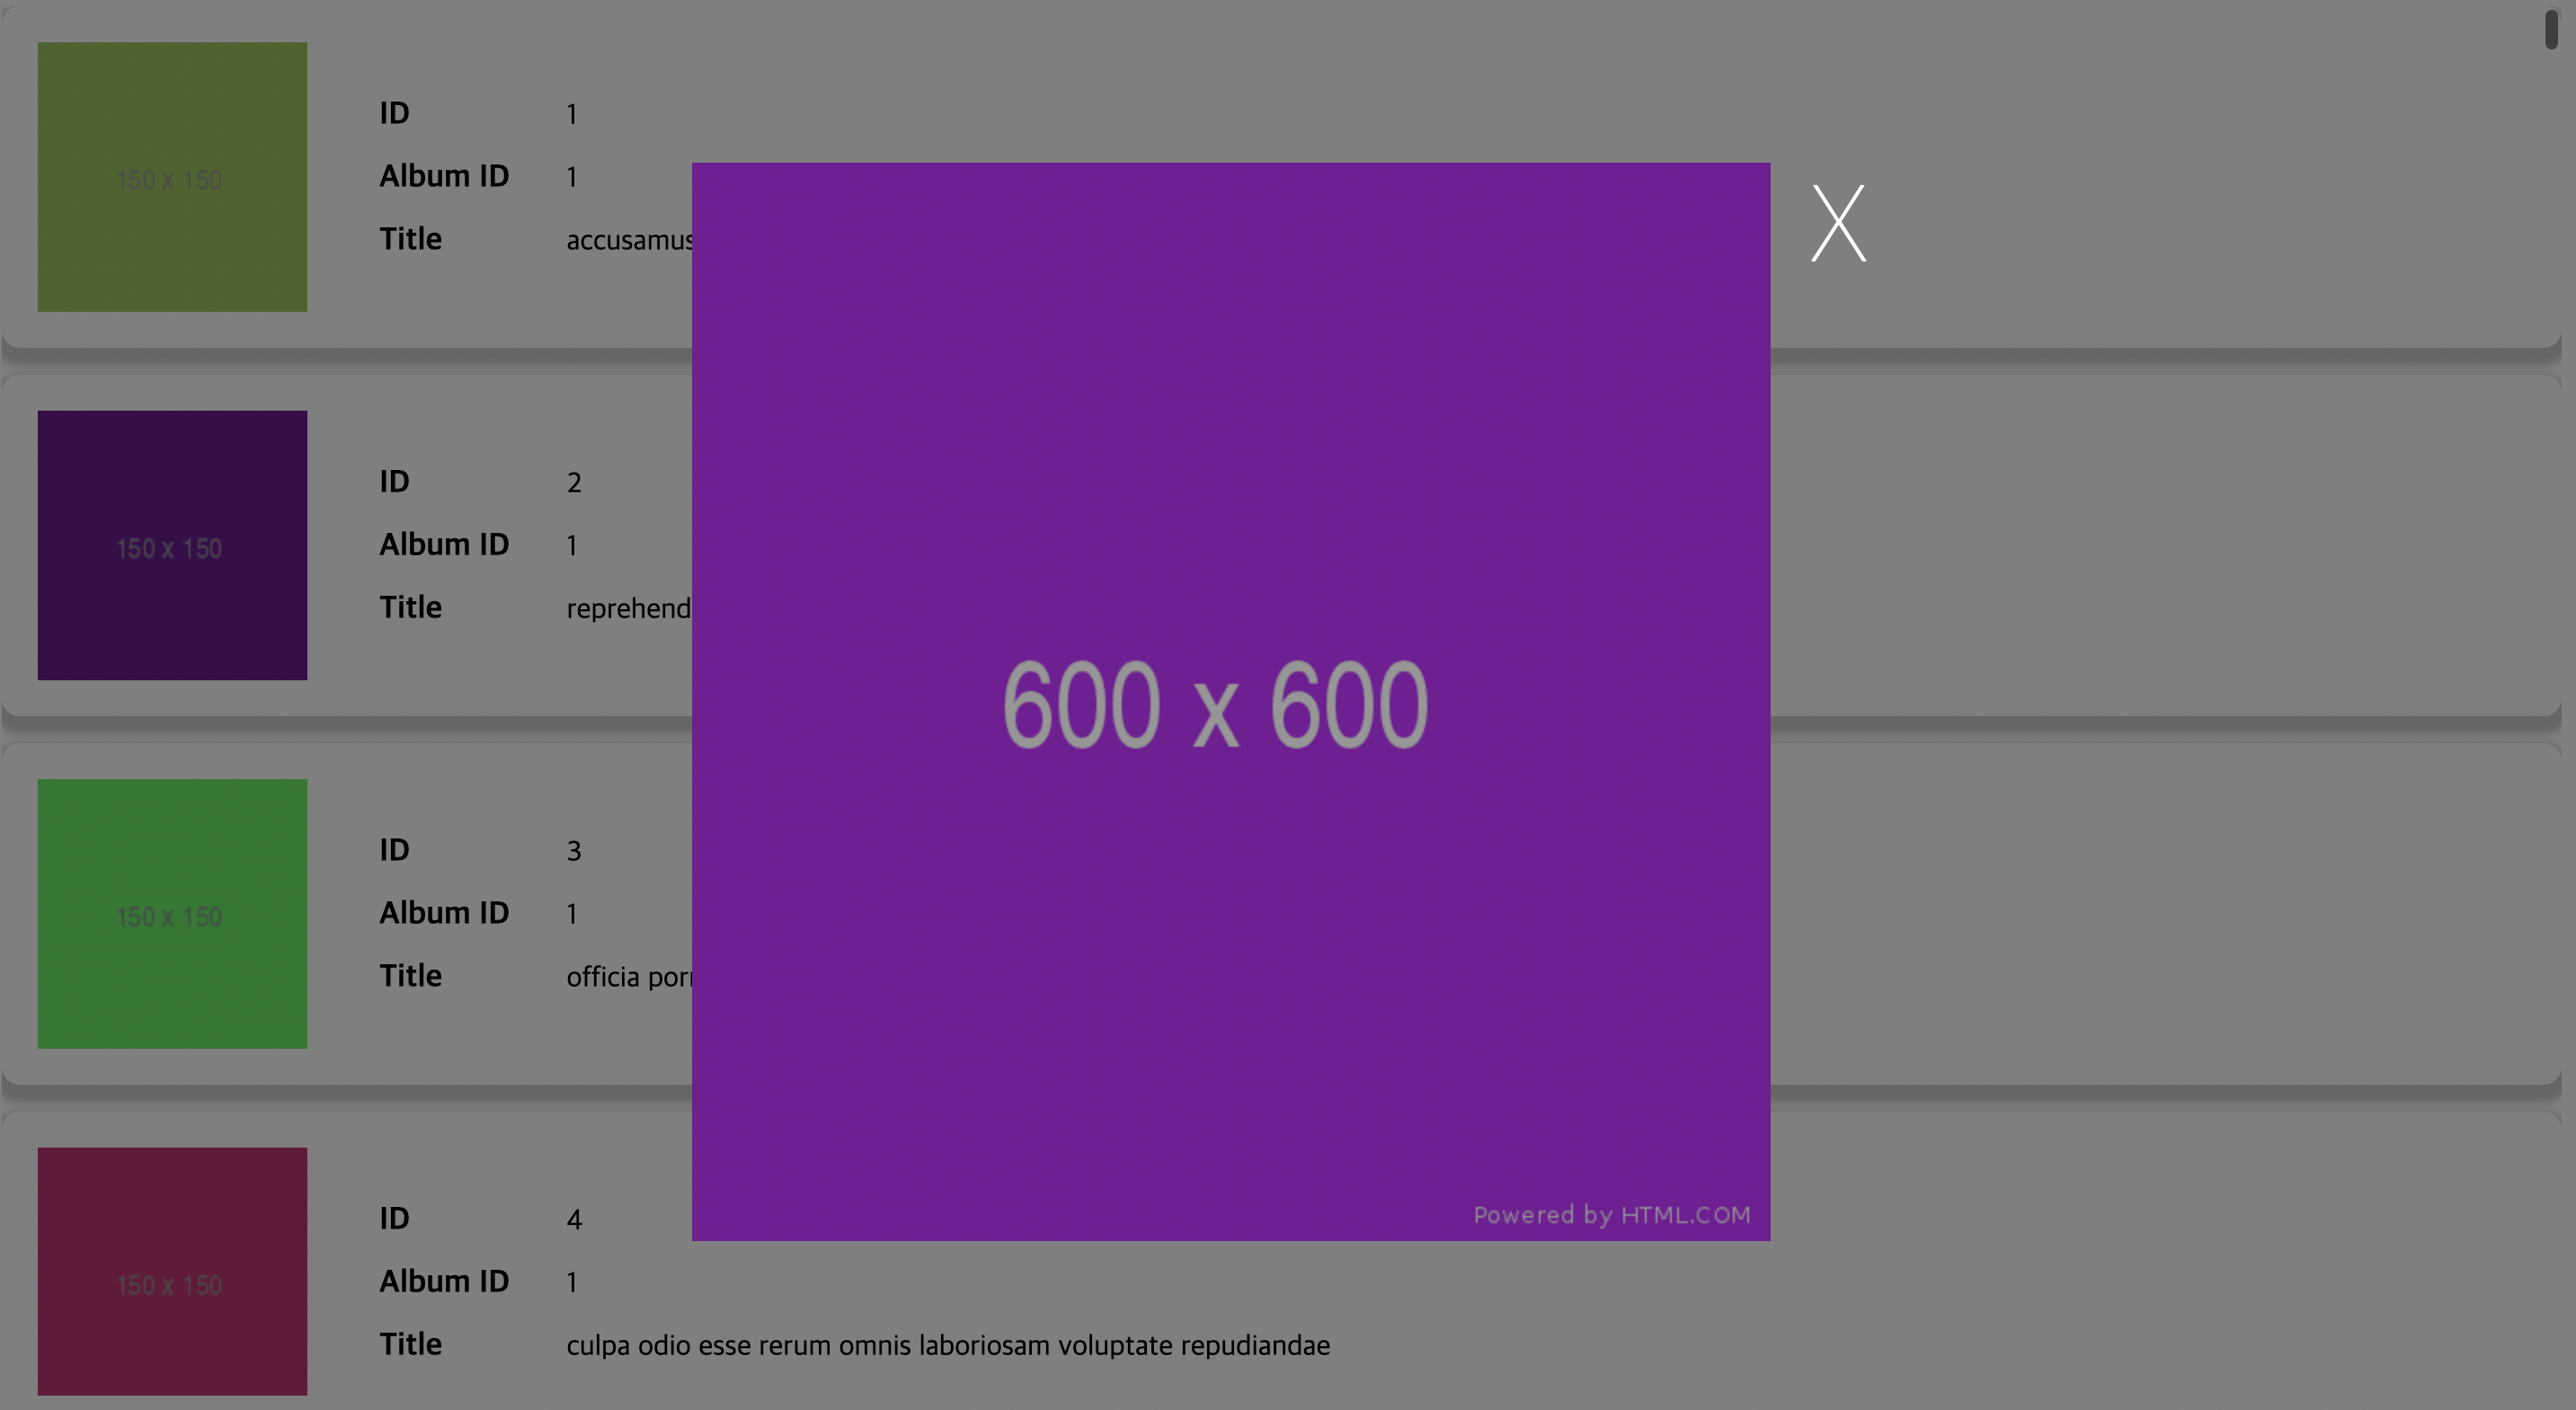 150 x 150
ID 1
Album ID 1
Title accusamus
X
150 x 150
ID 2
Album ID 1
Title reprehend
600 x 600
150 x 150
ID 3
Album ID 1
Title officia por
Powered by HTML.COM
150 x 150
ID 4
Album ID 1
Title culpa odio esse rerum omnis laboriosam voluptate repudiandae